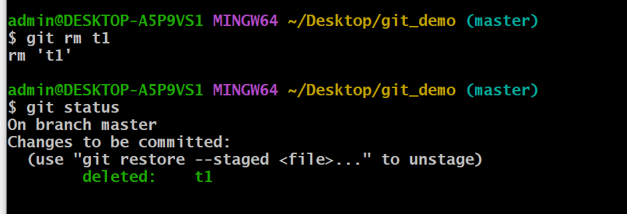 admin@DESKTOP-A5P9VS1 MINGW64 ~/Desktop/git_demo (master)
$ git rm t1
rm 't1'
admin@DESKTOP-A5P9VS1 MINGW64 ~/Desktop/git_demo (master)
$ git status
On branch master
Changes to be committed:
  (use "git restore --staged <file>..." to unstage)
        deleted:    t1